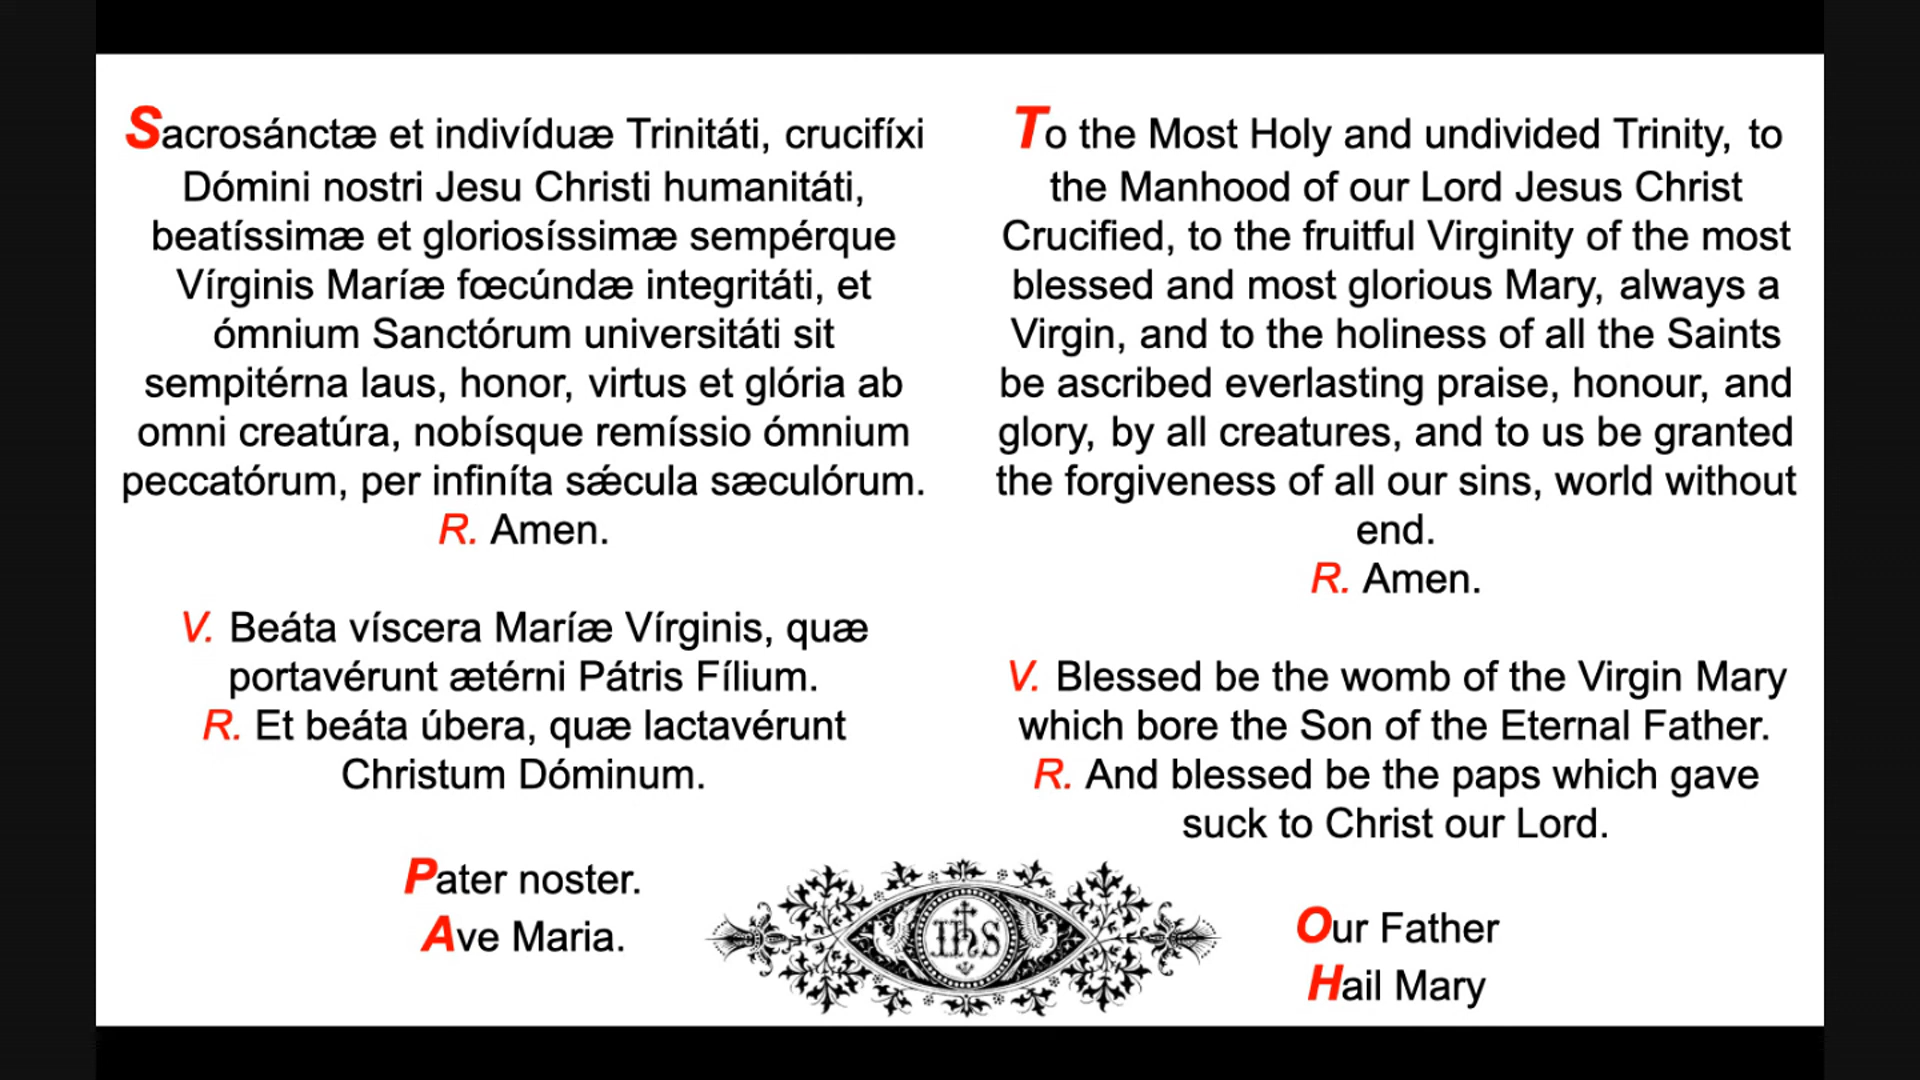 Sacrosánctæ et indivíduæ Trinitáti, crucifíxi
Dómini nostri Jesu Christi humanitáti,
beatíssimæ et gloriosíssimæ sempérque
Vírginis Maríæ fœcúndæ integritáti, et
ómnium Sanctórum universitáti sit
sempitérna laus, honor, virtus et glória ab
omni creatúra, nobísque remíssio ómnium
peccatórum, per infiníta sǽcula sæculórum.
R. Amen.
V. Beáta víscera Maríæ Vírginis, quæ
portavérunt ætérni Pátris Fílium.
R. Et beáta úbera, quæ lactavérunt
Christum Dóminum.
Pater noster.
Ave Maria.
To the Most Holy and undivided Trinity, to
the Manhood of our Lord Jesus Christ
Crucified, to the fruitful Virginity of the most
blessed and most glorious Mary, always a
Virgin, and to the holiness of all the Saints
be ascribed everlasting praise, honour, and
glory, by all creatures, and to us be granted
the forgiveness of all our sins, world without
end.
R. Amen.
V. Blessed be the womb of the Virgin Mary
which bore the Son of the Eternal Father.
R. And blessed be the paps which gave
suck to Christ our Lord.
Our Father
Hail Mary
IHS